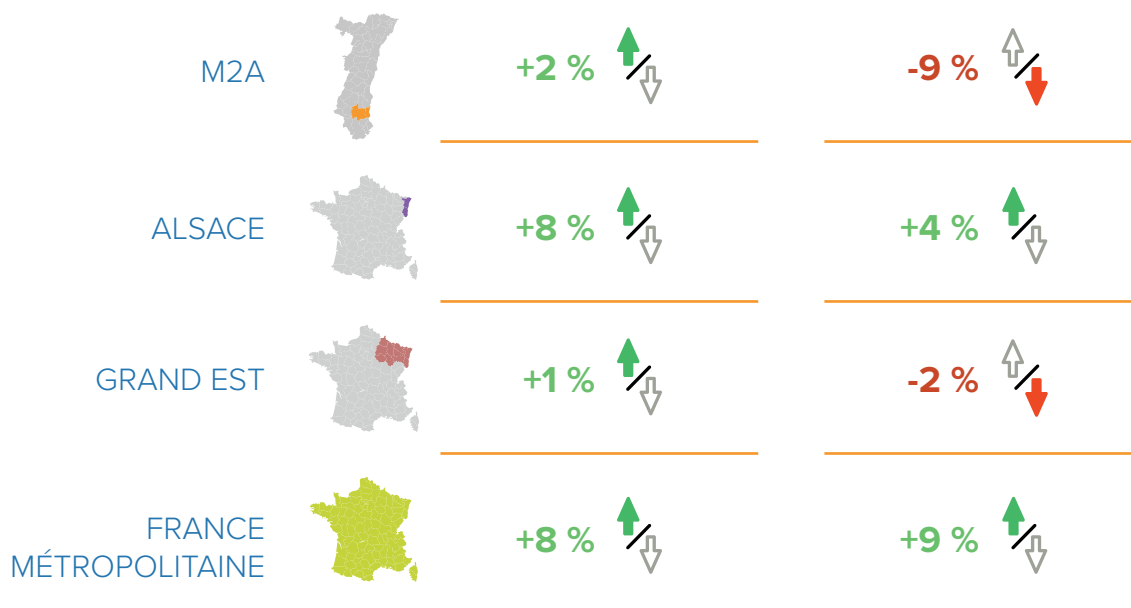 M2A
+2 %
-9 %
ALSACE
+8 %
+4 %
GRAND EST
+1 %
-2 %
FRANCE
MÉTROPOLITAINE
+8 %
+9 %